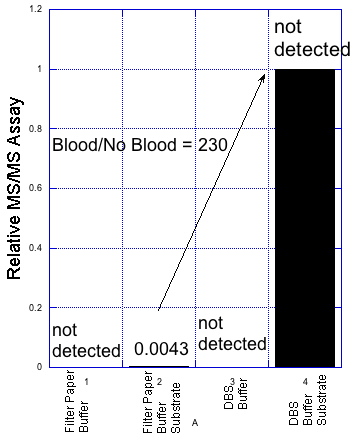 1.2
not
detected
1
0.8
Blood/No Blood = 230
Relative MS/MS Assay
0.6
0.4
0.2
not
detected
0.0043
not
detected
0
1
2
3
4
Filter Paper
Buffer
Filter Paper
Buffer
Substrate
DBS
Buffer
DBS
Buffer
Substrate
A